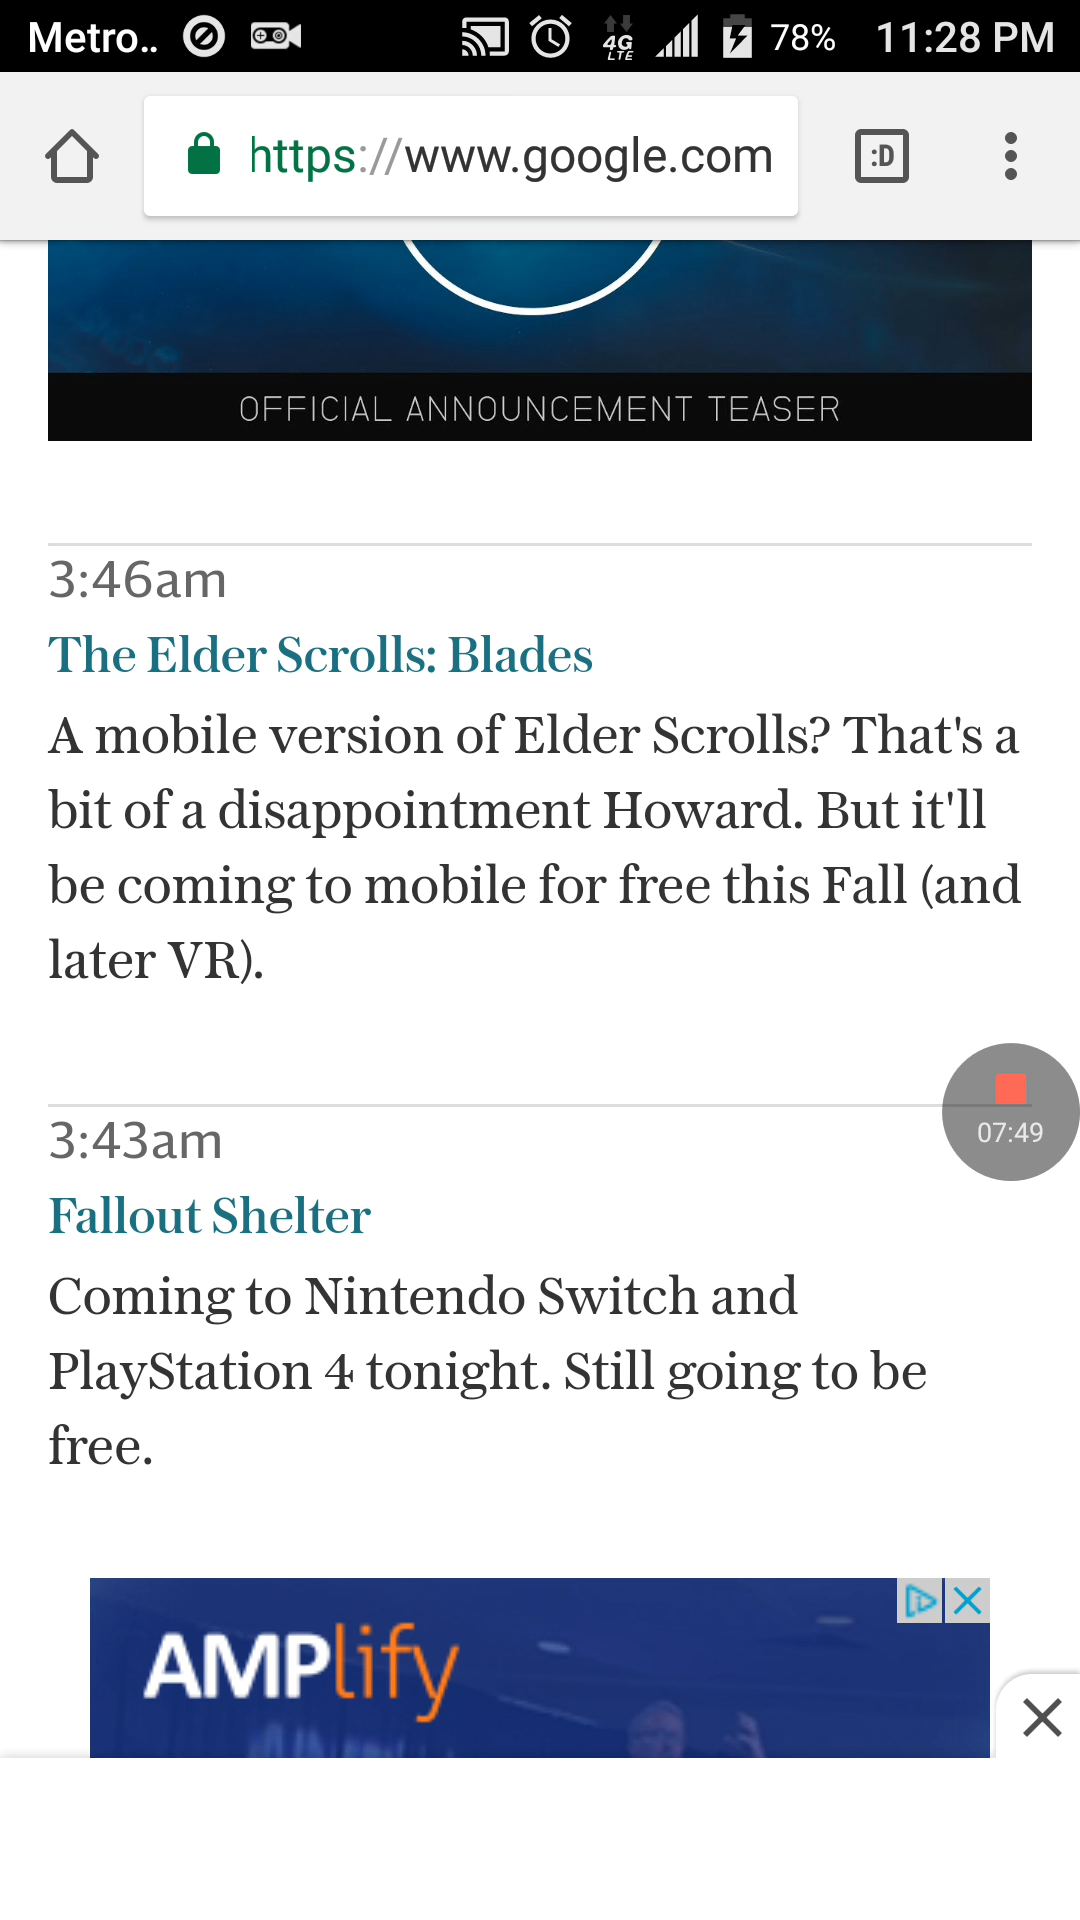 Metro..
4G
LTE
78%
11:28 PM
https://www.google.com
:D
OFFICIAL ANNOUNCEMENT TEASER
3:46am
The Elder Scrolls: Blades
A mobile version of Elder Scrolls? That's a
bit of a disappointment Howard. But it'll
be coming to mobile for free this Fall (and
later VR).
07:49
3:43am
Fallout Shelter
Coming to Nintendo Switch and
PlayStation 4 tonight. Still going to be
free.
AMPlify